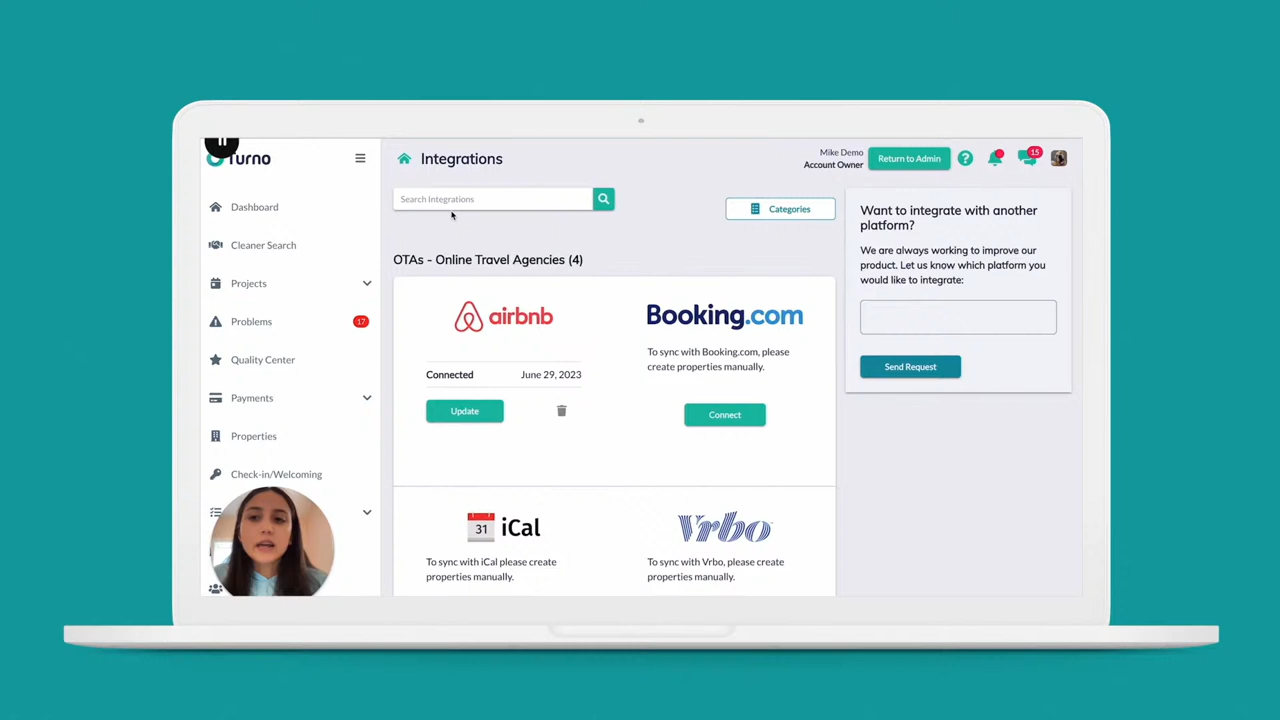 Turno
Dashboard
Cleaner Search
Projects
Problems
17
Quality Center
Payments
Properties
Check-in/Welcoming
Integrations
Mike Demo
Account Owner
Return to Admin
?
15
Search Integrations
Categories
OTAs - Online Travel Agencies (4)
airbnb
Connected
June 29, 2023
Update
Booking.com
To sync with Booking.com, please
create properties manually.
Connect
31
iCal
To sync with iCal please create
properties manually.
Vrbo
To sync with Vrbo, please create
properties manually.
Want to integrate with another
platform?
We are always working to improve our
product. Let us know which platform you
would like to integrate:
Send Request